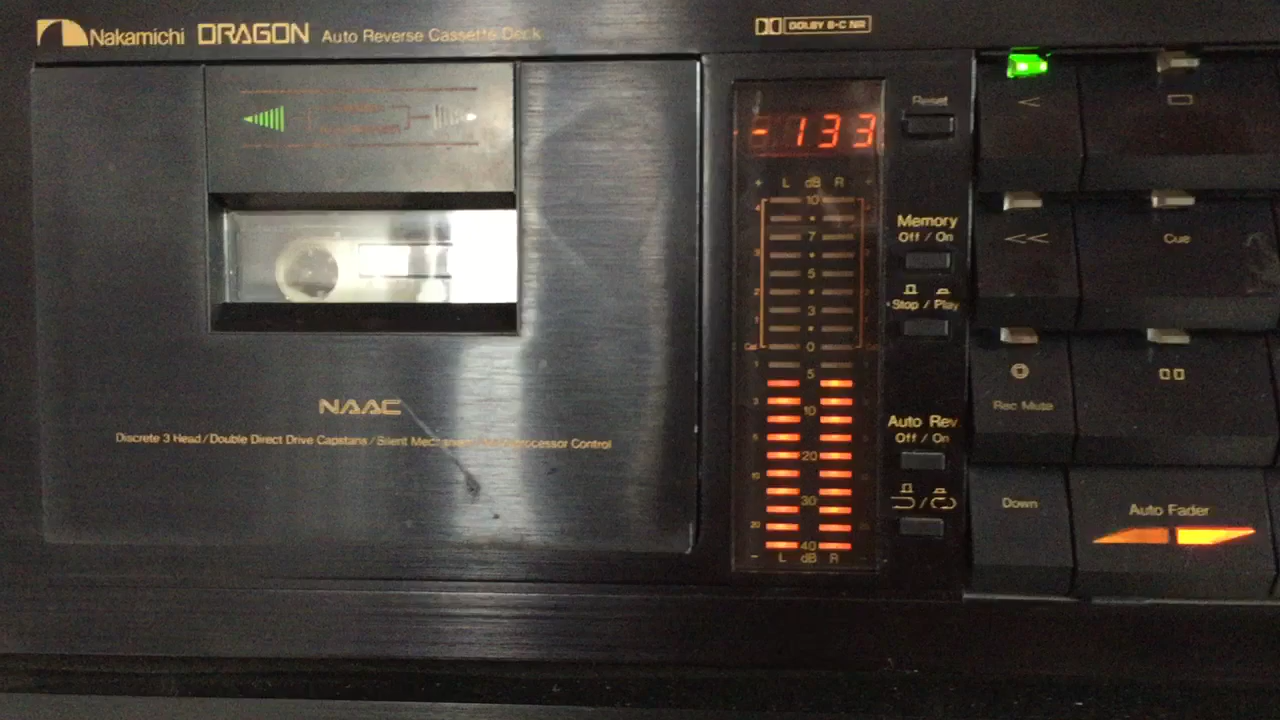 Nakamichi DRAGON Auto Reverse Cassette Deck
DOLBY B-C NR
Reset
- 133
+ L dB R +
10
7
5
3
0
5
10
20
30
40
L dB R
Memory
Off / On
Stop / Play
Auto Rev.
Off / On
<
<<
Cue
Rec Mute
Down
Auto Fader
NAAC
Discrete 3 Head / Double Direct Drive Capstans / Silent Control